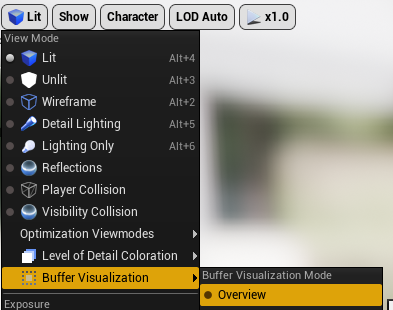 Lit Show Character LOD Auto x1.0
View Mode
Lit Alt+4
Unlit Alt+3
Wireframe Alt+2
Detail Lighting Alt+5
Lighting Only Alt+6
Reflections
Player Collision
Visibility Collision
Optimization Viewmodes
Level of Detail Coloration
Buffer Visualization
Buffer Visualization Mode
Overview
Exposure